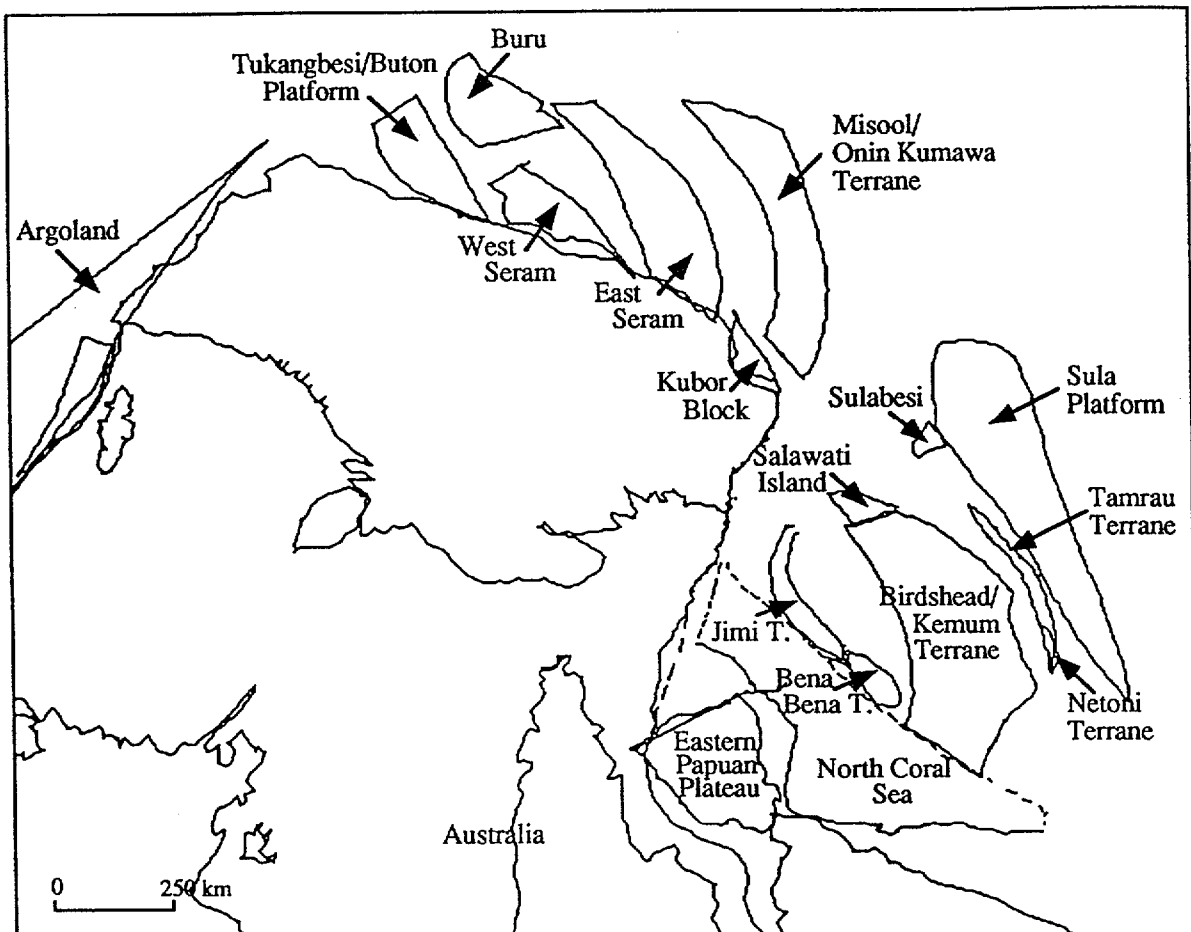 Buru
Tukangbesi/Buton
Platform
Misool/
Onin Kumawa
Terrane
Argoland
West
Seram
East
Seram
Kubor
Block
Sulabesi
Sula
Platform
Salawati
Island
Tamrau
Terrane
Birdshead/
Kemum
Terrane
Jimi T.
Bena
Bena T.
Netoni
Terrane
Eastern
Papuan
Plateau
North Coral
Sea
Australia
0 250 km